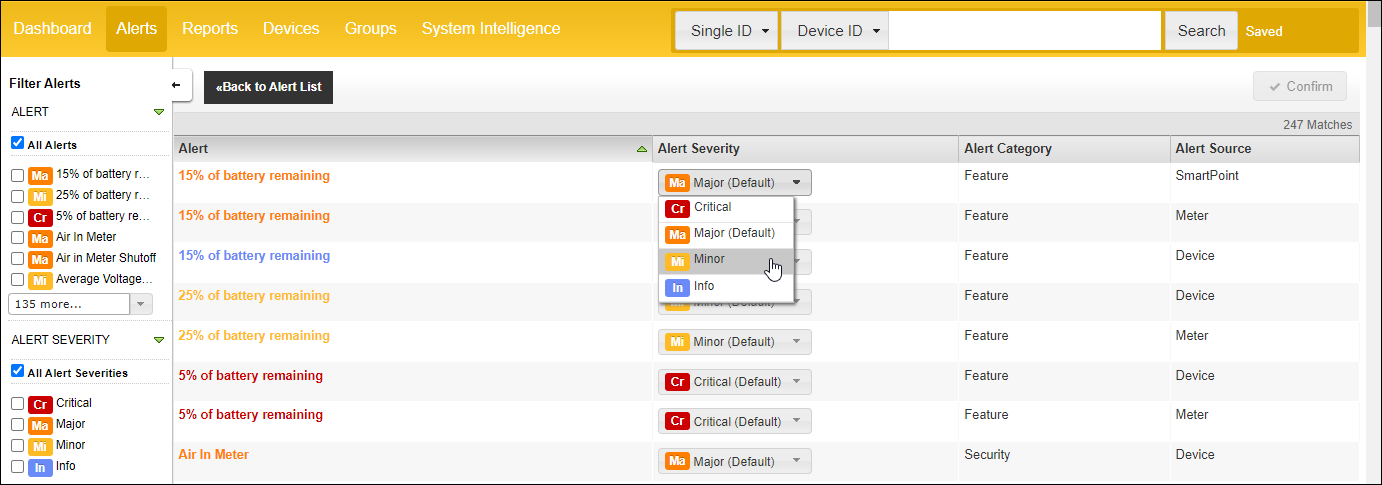 Dashboard Alerts Reports Devices Groups System Intelligence Single ID Device ID Search Saved
Filter Alerts
«Back to Alert List
Confirm
ALERT
247 Matches
All Alerts
Ma 15% of battery r...
Mi 25% of battery r...
Cr 5% of battery re...
Ma Air In Meter
Ma Air in Meter Shutoff
Mi Average Voltage...
135 more...
ALERT SEVERITY
All Alert Severities
Cr Critical
Ma Major
Mi Minor
In Info
Alert Alert Severity Alert Category Alert Source
15% of battery remaining Ma Major (Default) Feature SmartPoint
Cr Critical
Ma Major (Default)
Mi Minor
In Info
15% of battery remaining Feature Meter
15% of battery remaining Feature Device
25% of battery remaining Minor (Default) Feature Device
25% of battery remaining Mi Minor (Default) Feature Meter
5% of battery remaining Cr Critical (Default) Feature Device
5% of battery remaining Cr Critical (Default) Feature Meter
Air In Meter Ma Major (Default) Security Device